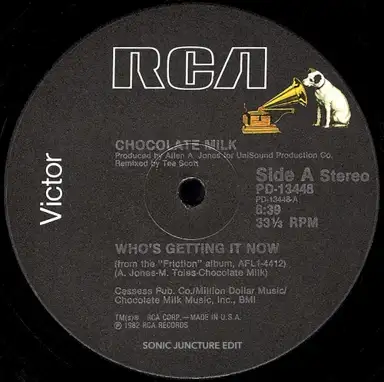 RCA
Victor
CHOCOLATE MILK
Produced by Allen A. Jones for UniSound Production Co.
Remixed by Tee Scott
Side A Stereo
PD-13448
PD-13448-A
6:39
33⅓ RPM
WHO'S GETTING IT NOW
(from the "Friction" album, AFL1-4412)
(A. Jones-M. Toles-Chocolate Milk)
Cessess Pub. Co./Million Dollar Music/
Chocolate Milk Music, Inc., BMI
TM(s)® RCA CORP.—MADE IN U.S.A.
℗ 1982 RCA RECORDS
SONIC JUNCTURE EDIT